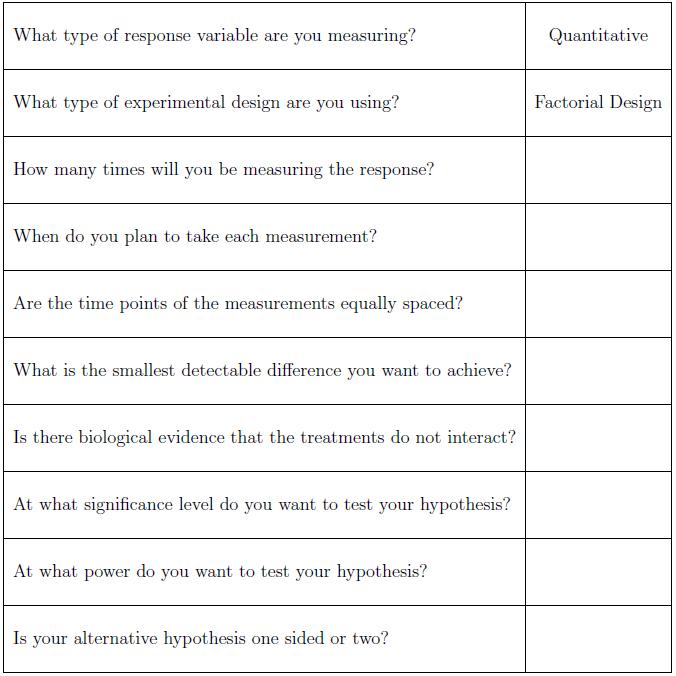 What type of response variable are you measuring? Quantitative
What type of experimental design are you using? Factorial Design
How many times will you be measuring the response?
When do you plan to take each measurement?
Are the time points of the measurements equally spaced?
What is the smallest detectable difference you want to achieve?
Is there biological evidence that the treatments do not interact?
At what significance level do you want to test your hypothesis?
At what power do you want to test your hypothesis?
Is your alternative hypothesis one sided or two?